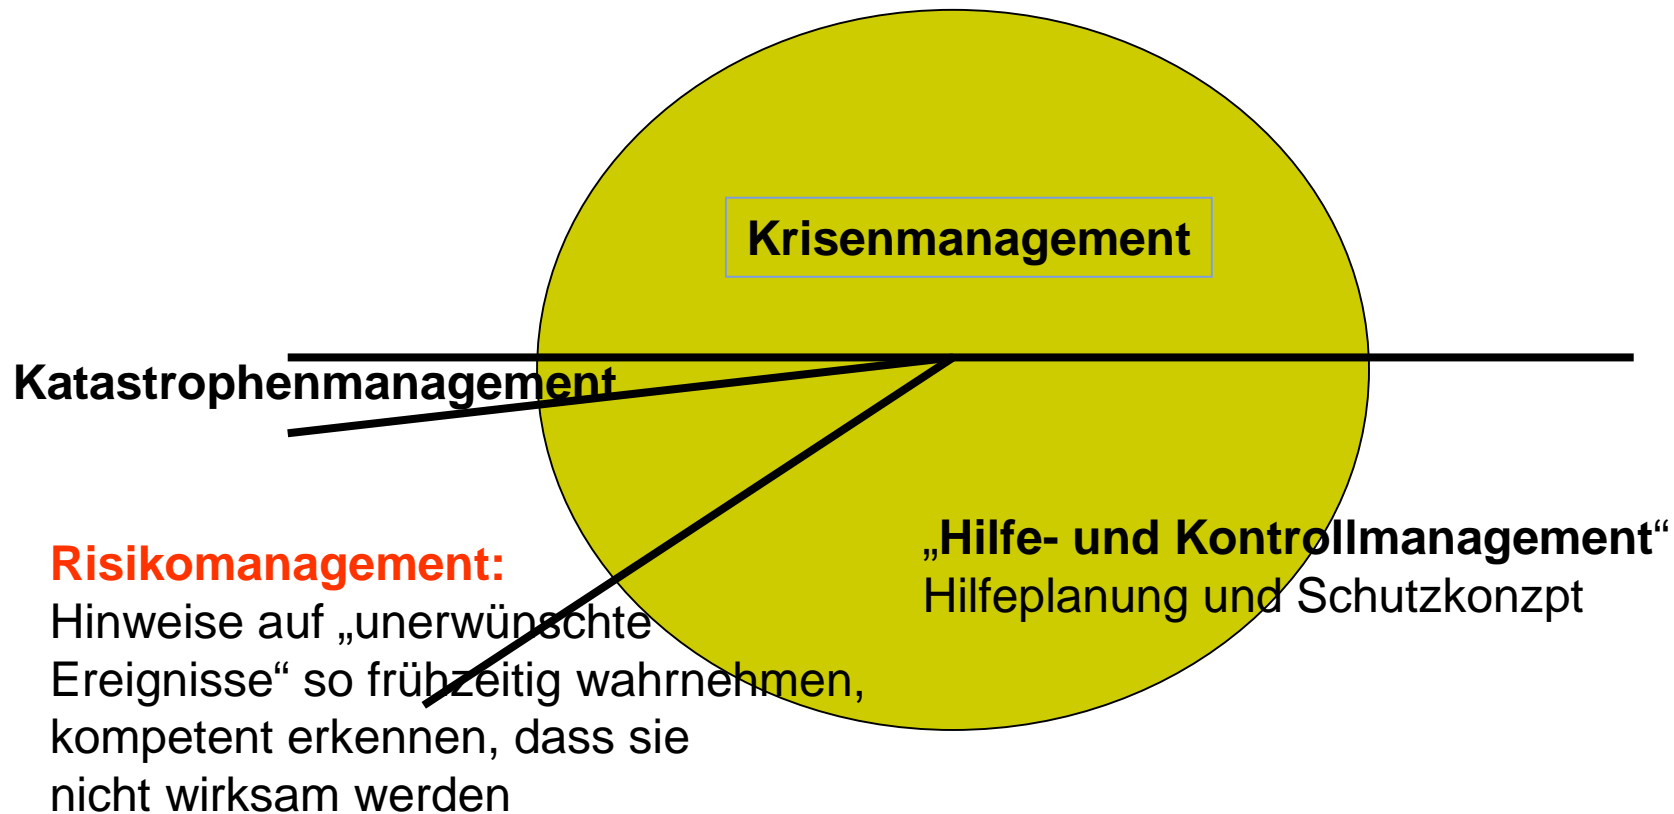 Krisenmanagement
Katastrophenmanagement
Risikomanagement:
Hinweise auf „unerwünschte
Ereignisse“ so frühzeitig wahrnehmen,
kompetent erkennen, dass sie
nicht wirksam werden
„Hilfe- und Kontrollmanagement“
Hilfeplanung und Schutzkonzpt